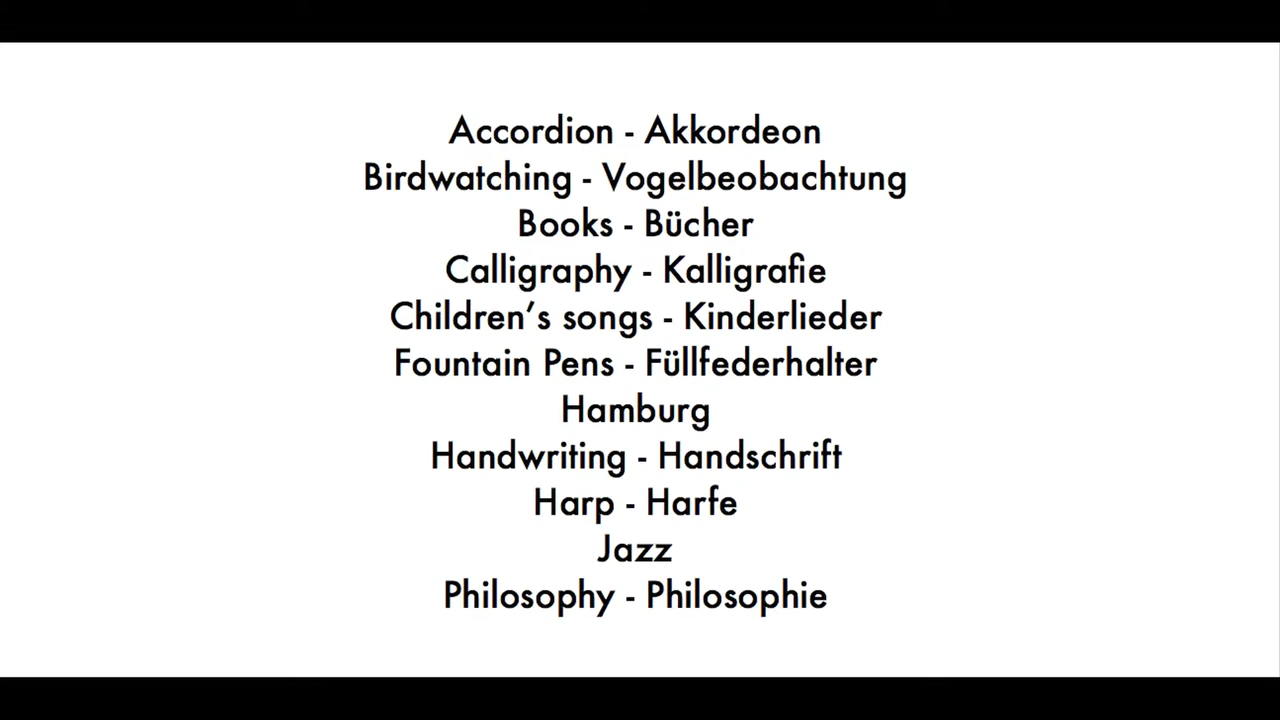 Accordion - Akkordeon
Birdwatching - Vogelbeobachtung
Books - Bücher
Calligraphy - Kalligrafie
Children’s songs - Kinderlieder
Fountain Pens - Füllfederhalter
Hamburg
Handwriting - Handschrift
Harp - Harfe
Jazz
Philosophy - Philosophie